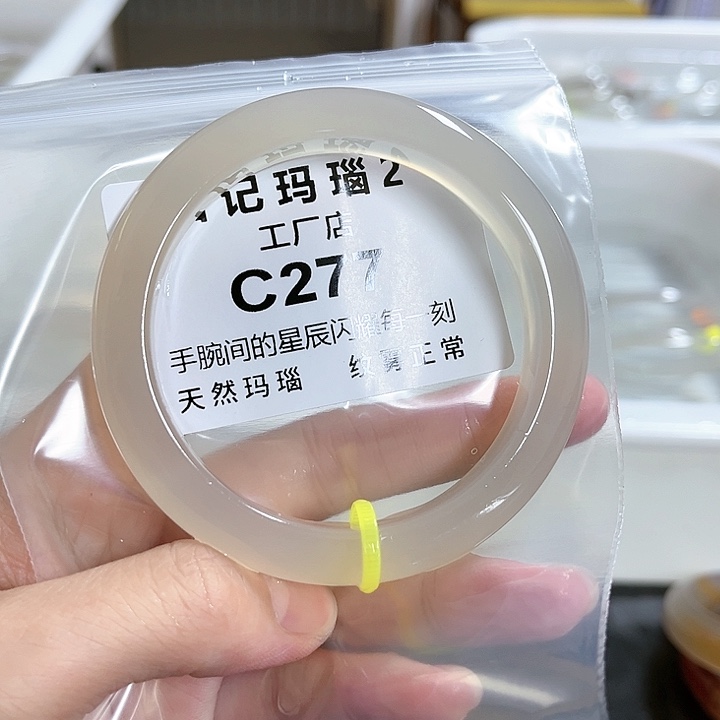 记玛瑙2
工厂店
C277
手腕间的星辰闪耀每一刻
天然玛瑙 纹雾正常